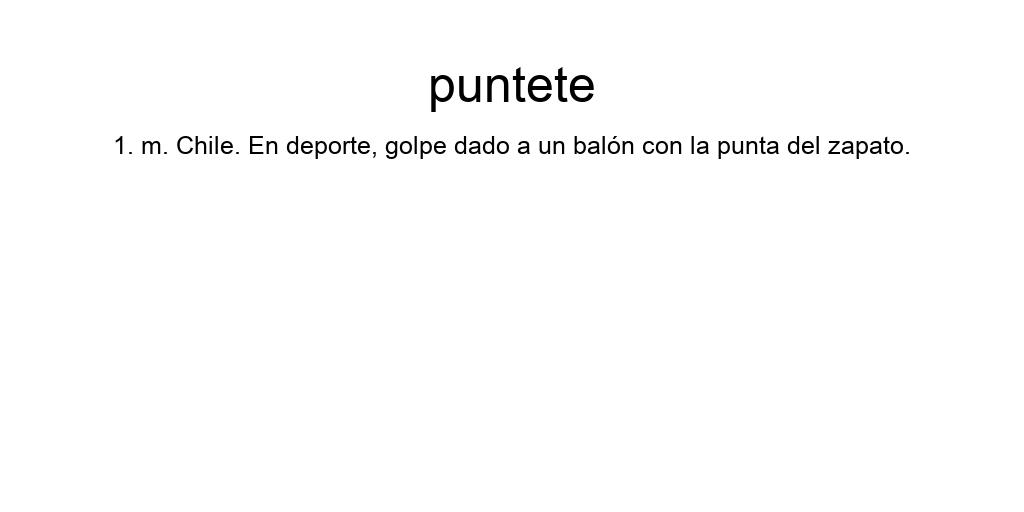 puntete
1. m. Chile. En deporte, golpe dado a un balón con la punta del zapato.